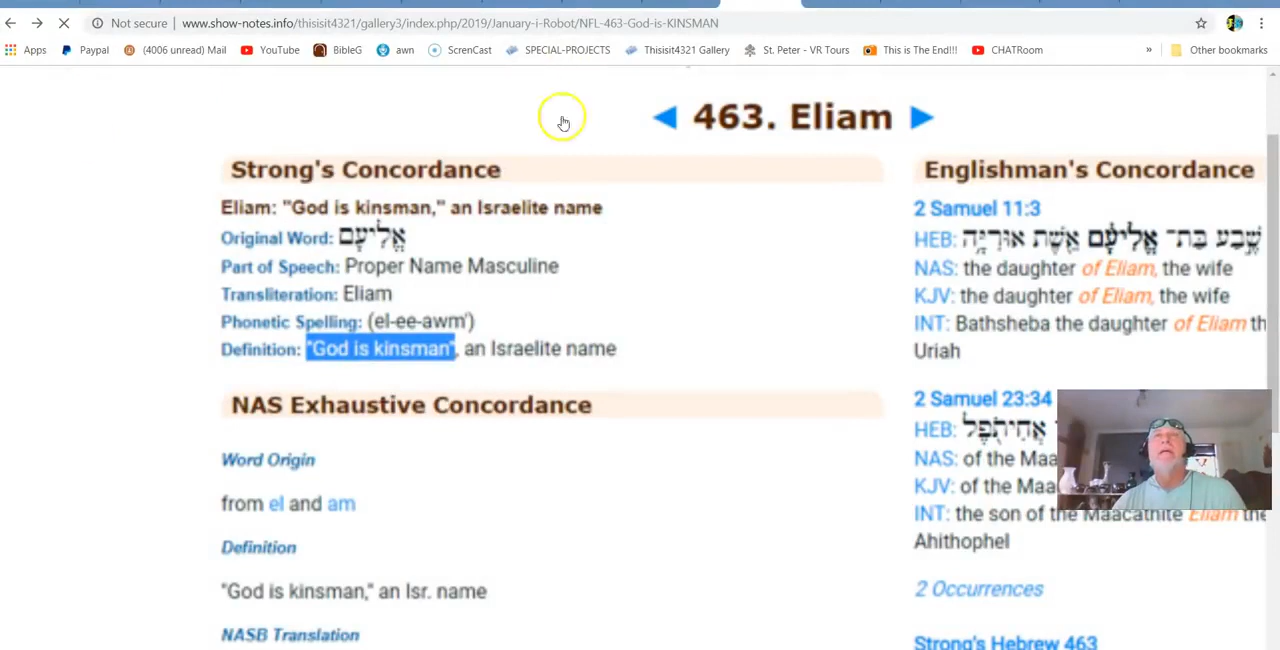 Not secure | www.show-notes.info/thisisit4321/gallery3/index.php/2019/January-i-Robot/NFL-463-God-is-KINSMAN
Apps Paypal (4006 unread) Mail YouTube BibleG awn ScrenCast SPECIAL-PROJECTS Thisisit4321 Gallery St. Peter - VR Tours This is The End!!! CHATRoom » Other bookmarks
◄ 463. Eliam ►
Strong's Concordance
Eliam: "God is kinsman," an Israelite name
Original Word: אֱלִיעָם
Part of Speech: Proper Name Masculine
Transliteration: Eliam
Phonetic Spelling: (el-ee-awm')
Definition: "God is kinsman", an Israelite name
NAS Exhaustive Concordance
Word Origin
from el and am
Definition
"God is kinsman," an Isr. name
NASB Translation
Englishman's Concordance
2 Samuel 11:3
HEB: שֶׁ֣בַע בַּת־ אֱלִיעָ֔ם אֵ֖שֶׁת אוּרִיָּ֥ה
NAS: the daughter of Eliam, the wife
KJV: the daughter of Eliam, the wife
INT: Bathsheba the daughter of Eliam th
Uriah
2 Samuel 23:34
HEB: אֲחִיתֹ֖פֶל
NAS: of the Maa
KJV: of the Maa
INT: the son of the Maacathite Eliam the
Ahithophel
2 Occurrences
Strong's Hebrew 463